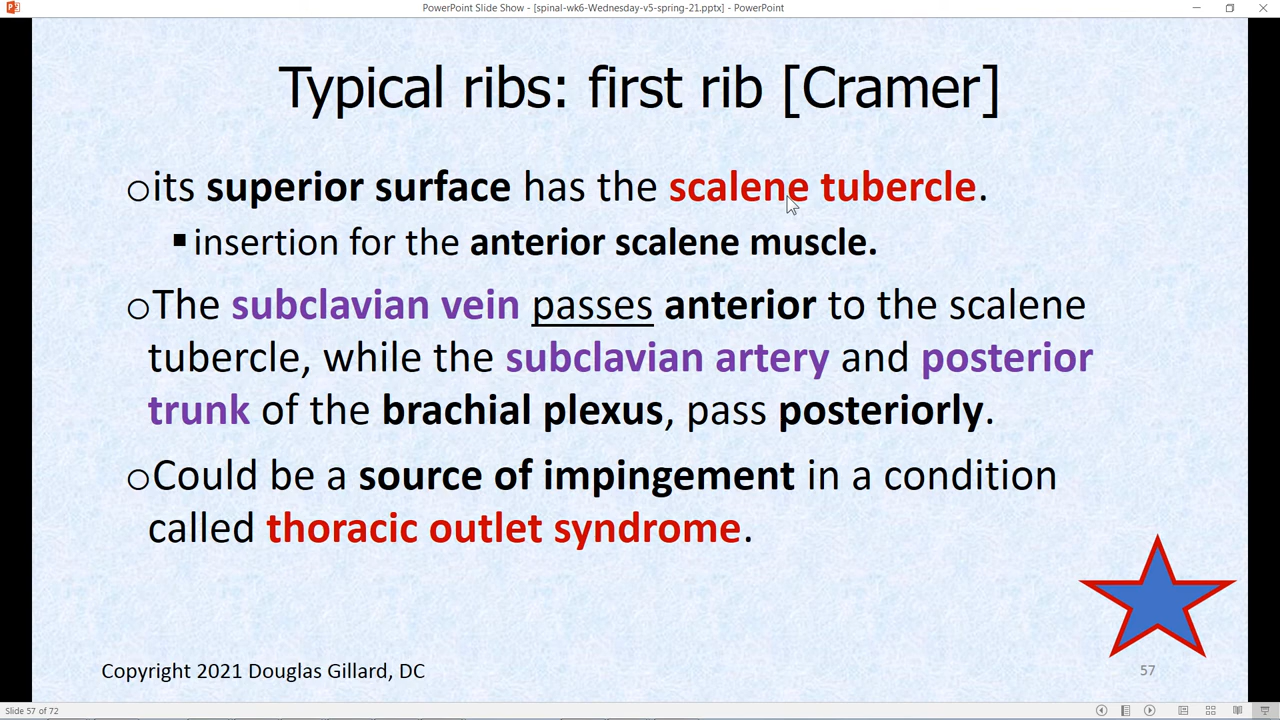 PowerPoint Slide Show - [spinal-wk6-Wednesday-v5-spring-21.pptx] - PowerPoint
Typical ribs: first rib [Cramer]
its superior surface has the scalene tubercle.
insertion for the anterior scalene muscle.
The subclavian vein passes anterior to the scalene
tubercle, while the subclavian artery and posterior
trunk of the brachial plexus, pass posteriorly.
Could be a source of impingement in a condition
called thoracic outlet syndrome.
Copyright 2021 Douglas Gillard, DC
57
Slide 57 of 72